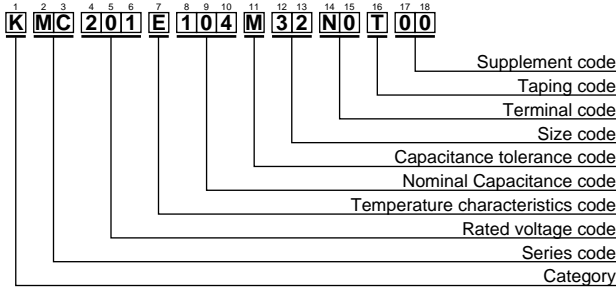 1 2 3 4 5 6 7 8 9 10 11 12 13 14 15 16 17 18
K MC 201 E 104 M 32 N0 T 00
Supplement code
Taping code
Terminal code
Size code
Capacitance tolerance code
Nominal Capacitance code
Temperature characteristics code
Rated voltage code
Series code
Category